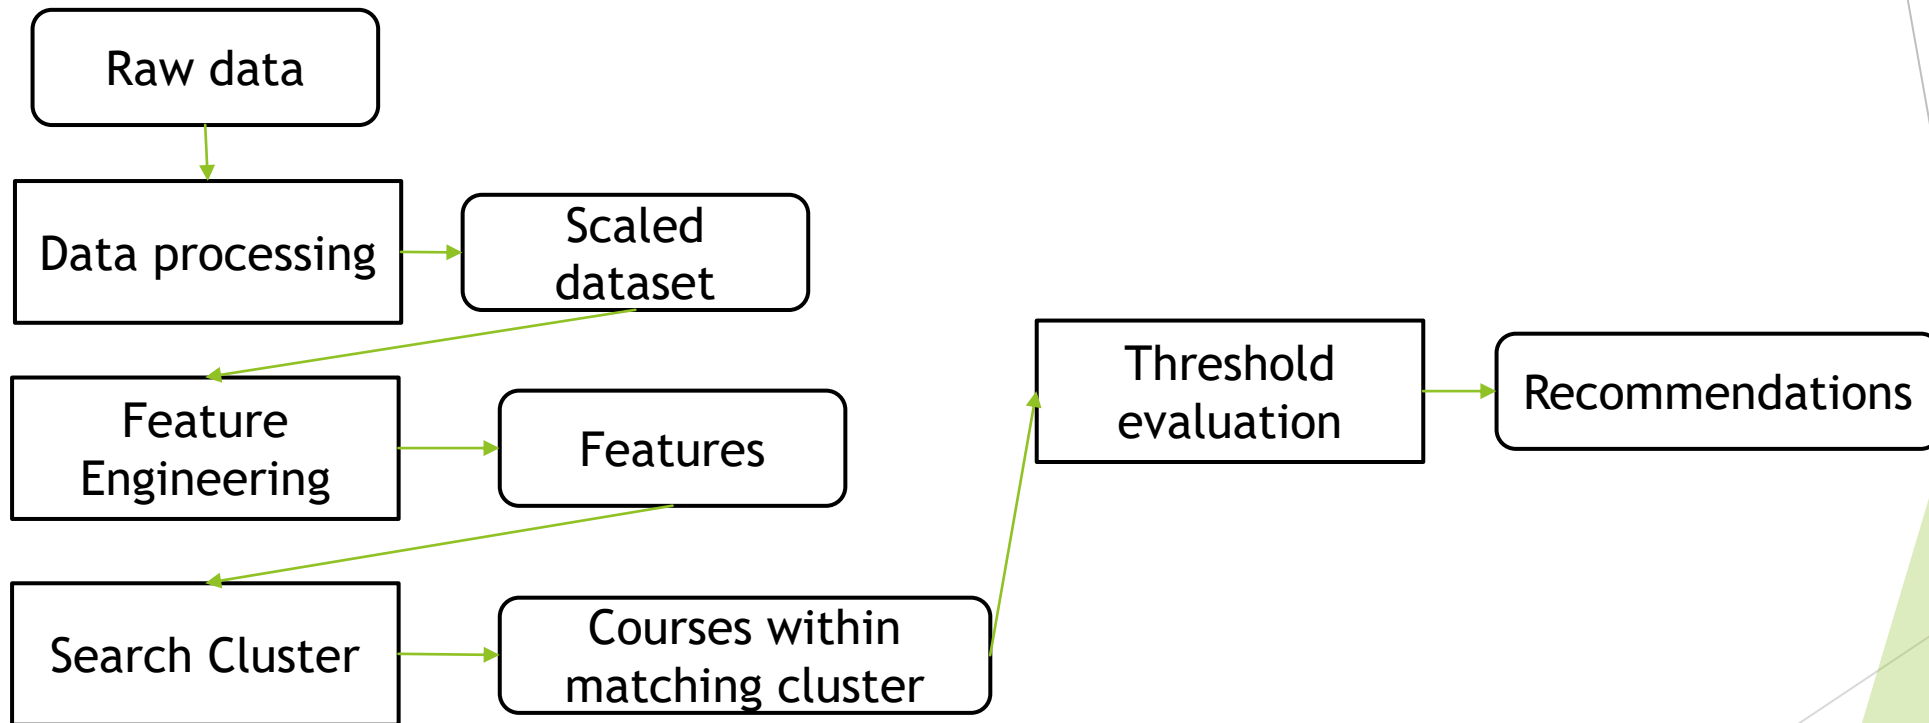 Raw data
Data processing
Scaled
dataset
Feature
Engineering
Features
Search Cluster
Courses within
matching cluster
Threshold
evaluation
Recommendations